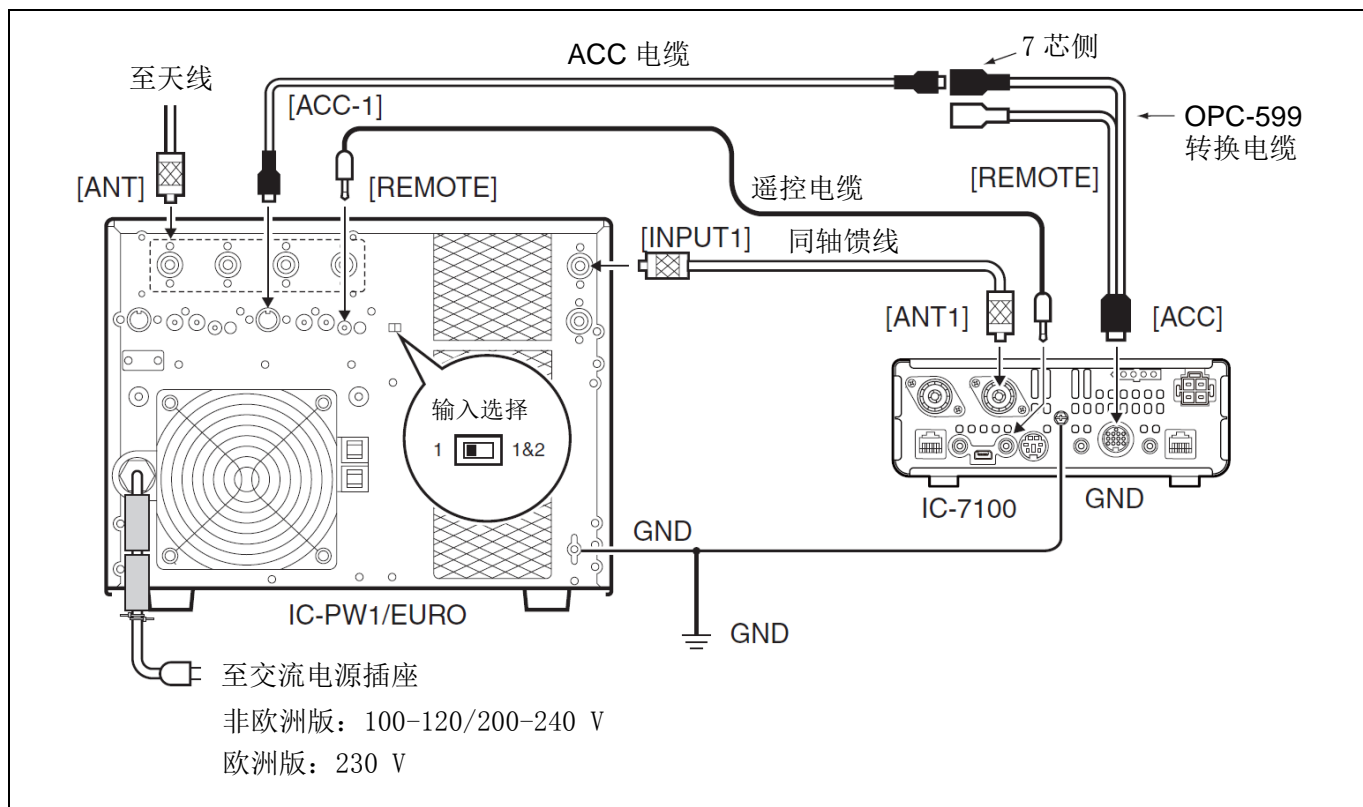 ACC 电缆
7 芯侧
至天线
[ACC-1]
OPC-599
转换电缆
[ANT]
[REMOTE]
遥控电缆
[REMOTE]
[INPUT1]
同轴馈线
[ANT1]
[ACC]
输入选择
1
1&2
IC-7100
GND
GND
IC-PW1/EURO
GND
至交流电源插座
非欧洲版：100-120/200-240 V
欧洲版：230 V